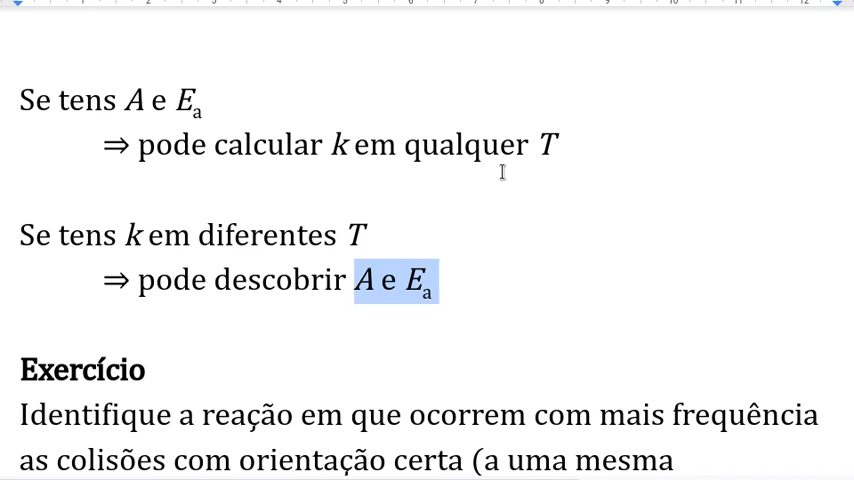 Se tens A e Ea
⇒ pode calcular k em qualquer T
Se tens k em diferentes T
⇒ pode descobrir A e Ea
Exercício
Identifique a reação em que ocorrem com mais frequência
as colisões com orientação certa (a uma mesma